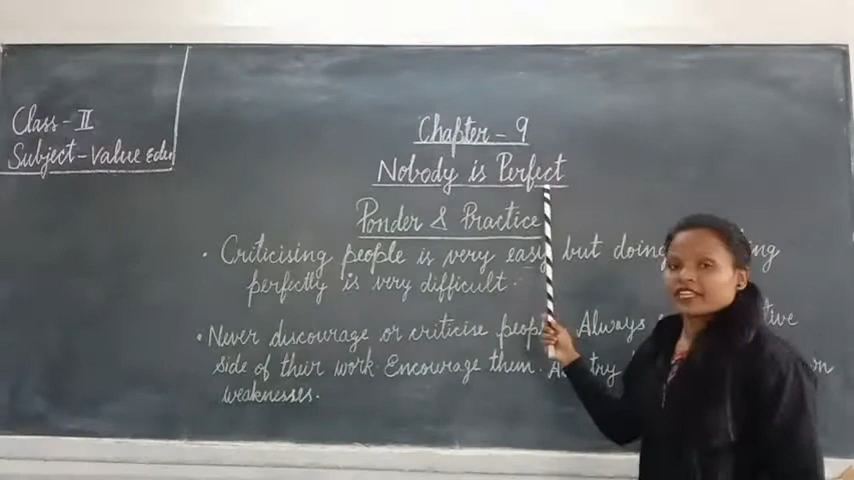 Class - II
Subject - Value Edu
Chapter - 9
Nobody is Perfect
Ponder & Practice
• Criticising people is very easy but doing
perfectly is very difficult.
• Never discourage or criticise people Always
side of their work. Encourage them. try
weaknesses.